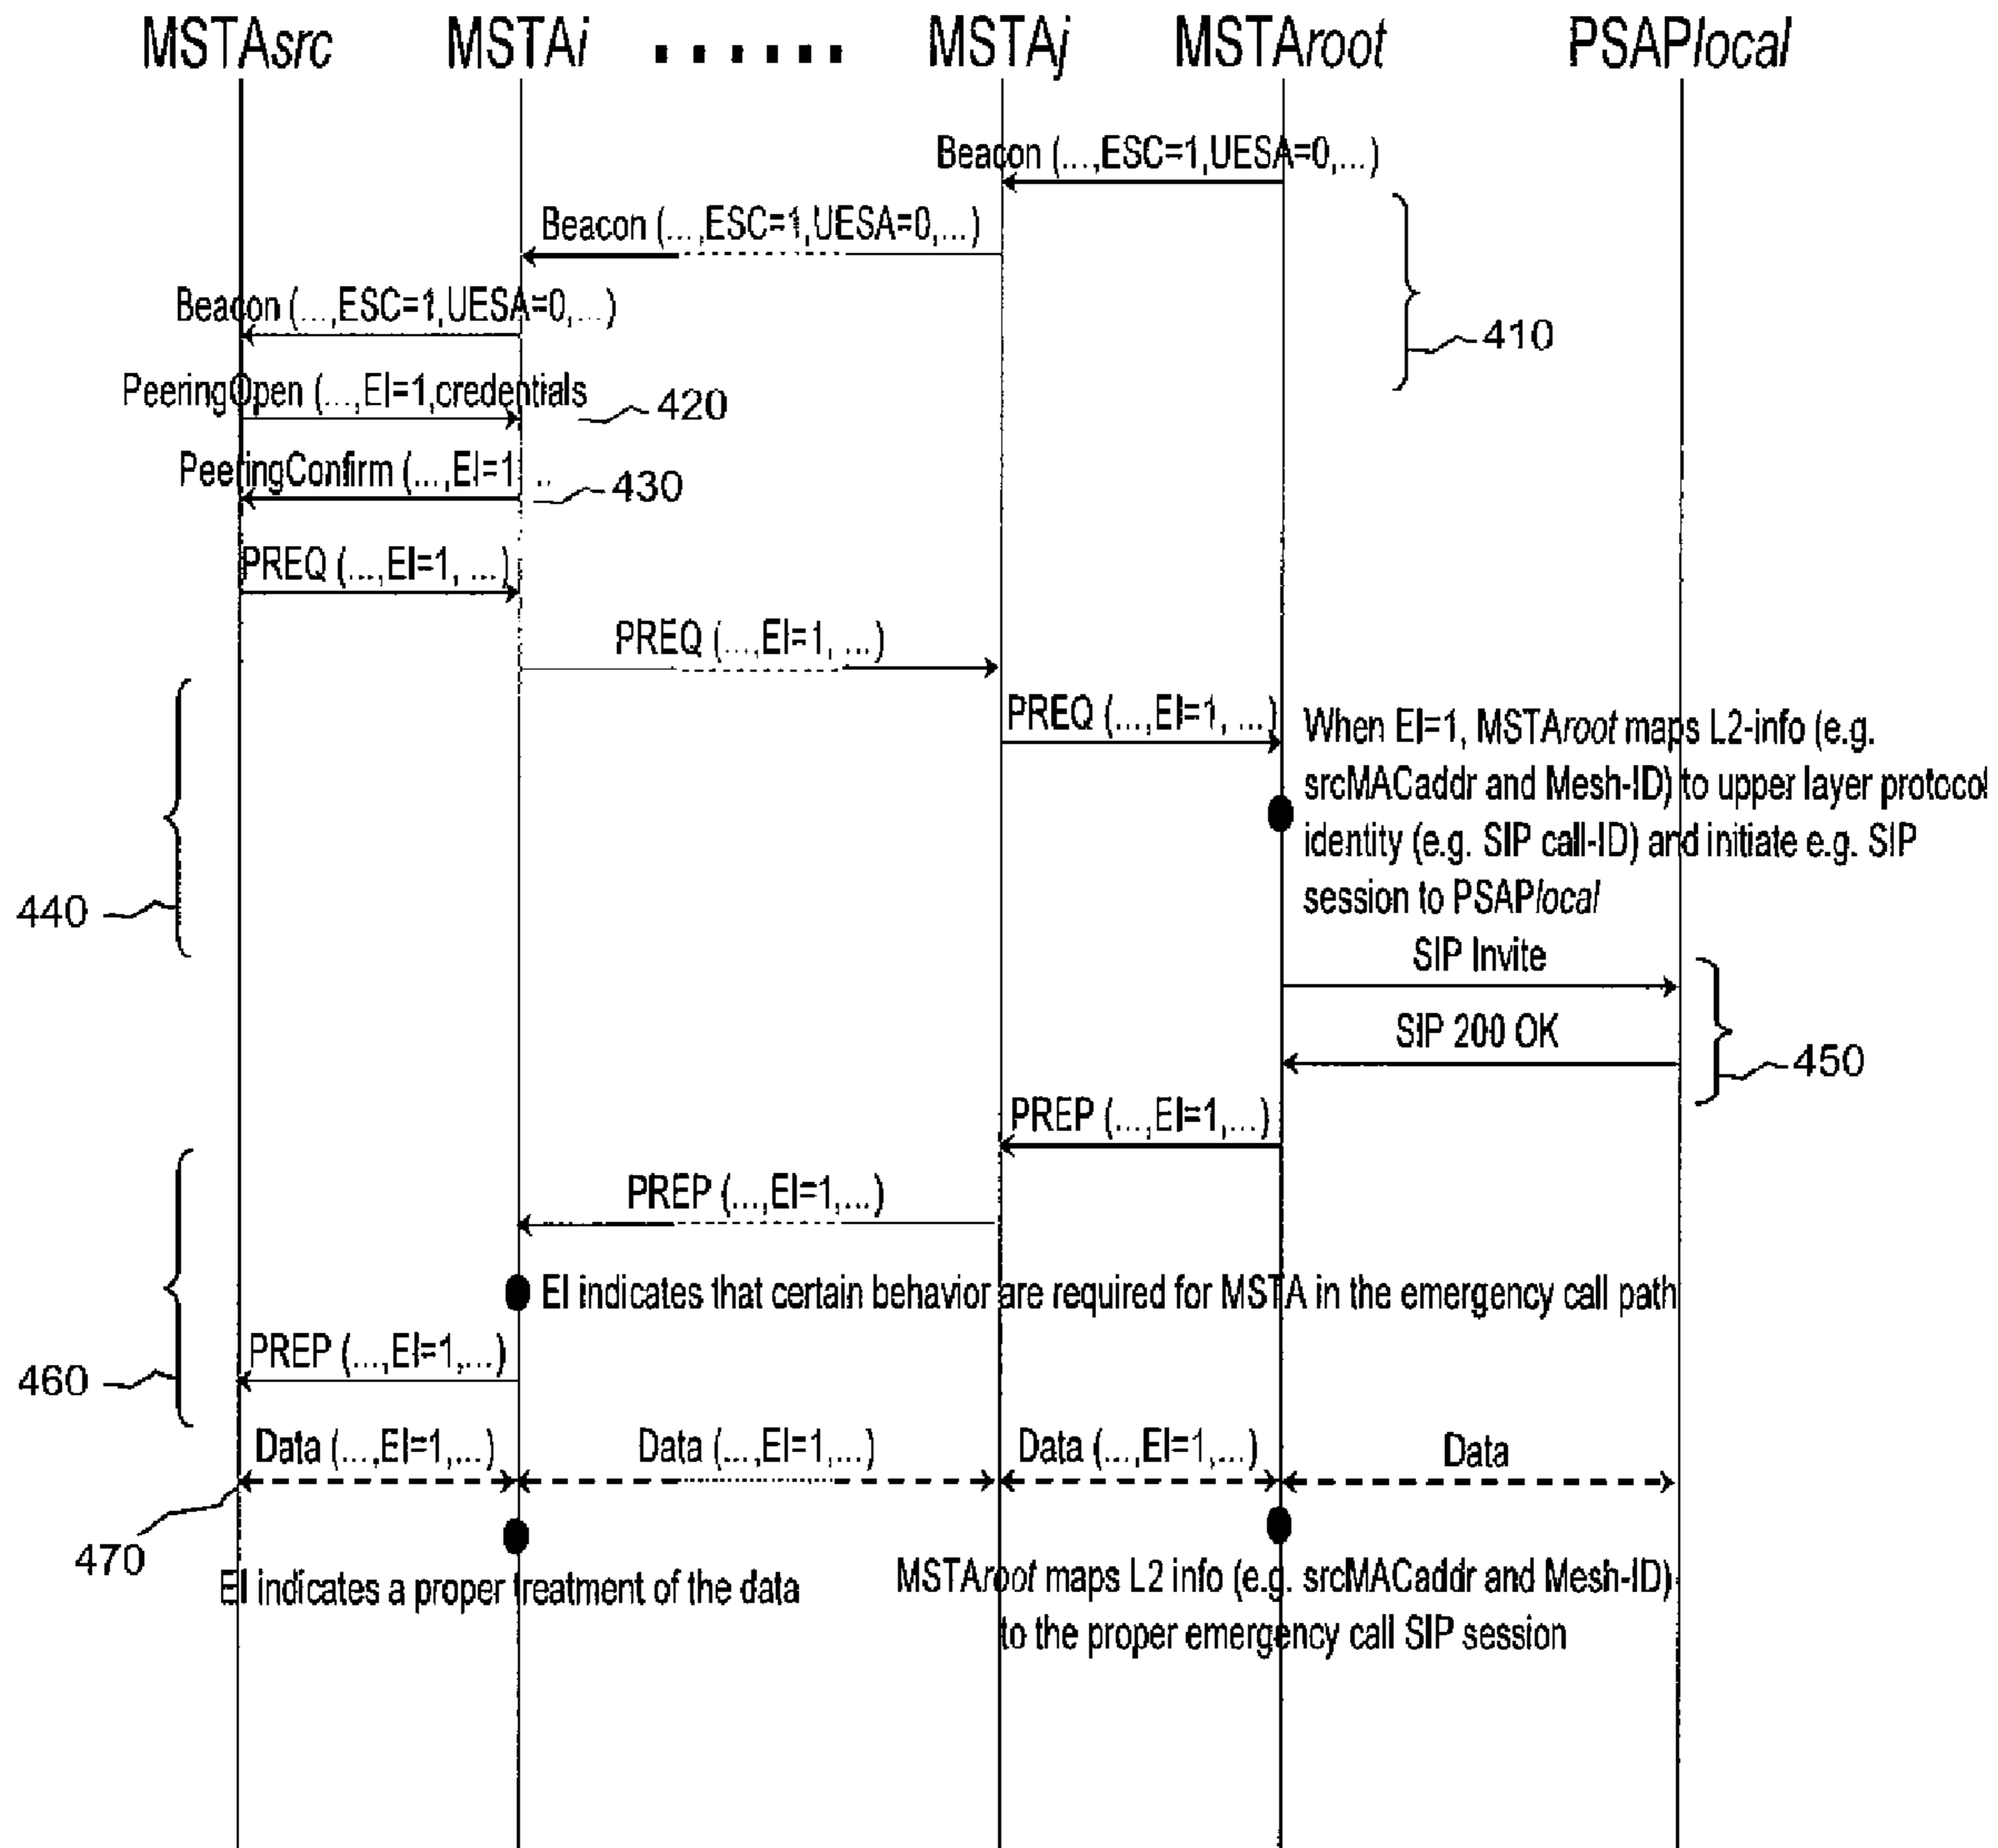 MSTAsrc MSTAi ...... MSTAj MSTAroot PSAPlocal
Beacon (...,ESC=1,UESA=0,...)
Beacon (...,ESC=1,UESA=0,...)
Beacon (...,ESC=1,UESA=0,...)
410
PeeringOpen (...,EI=1,credentials
420
PeeringConfirm (...,EI=1 ..
430
PREQ (...,EI=1, ...)
PREQ (...,EI=1, ...)
PREQ (...,EI=1, ...)
When EI=1, MSTAroot maps L2-info (e.g.
srcMACaddr and Mesh-ID) to upper layer protocol
identity (e.g. SIP call-ID) and initiate e.g. SIP
session to PSAPlocal
440
SIP Invite
SIP 200 OK
450
PREP (...,EI=1,...)
PREP (...,EI=1,...)
EI indicates that certain behavior are required for MSTA in the emergency call path
PREP (...,EI=1,...)
460
Data (...,EI=1,...) Data (...,EI=1,...) Data (...,EI=1,...) Data
470
EI indicates a proper treatment of the data
MSTAroot maps L2 info (e.g. srcMACaddr and Mesh-ID)
to the proper emergency call SIP session